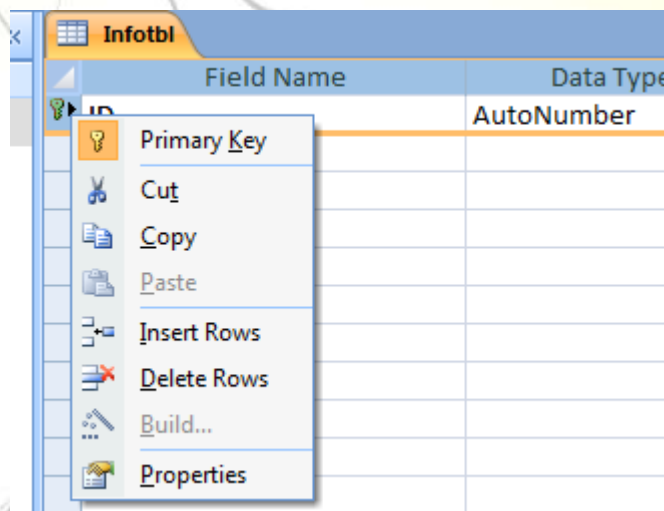 Infotbl
Field Name Data Type
ID AutoNumber
Primary Key
Cut
Copy
Paste
Insert Rows
Delete Rows
Build...
Properties